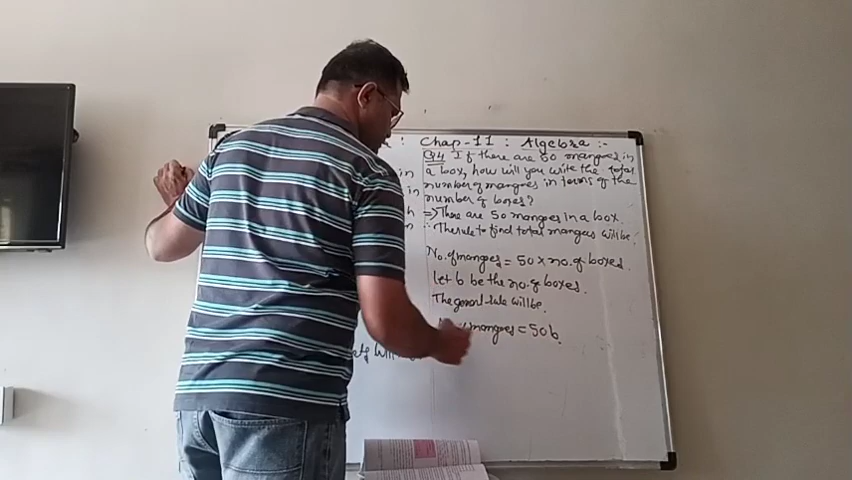 : Chap-11 : Algebra :-
Q4 If there are 50 mangoes in
in a box, how will you write the total
in number of mangoes in terms of the
number of boxes?
h => There are 50 mangoes in a box.
∴ The rule to find total mangoes will be:
No. of mangoes = 50 x no. of boxes.
Let b be the no. of boxes.
The general rule will be,
mangoes = 50b.
will